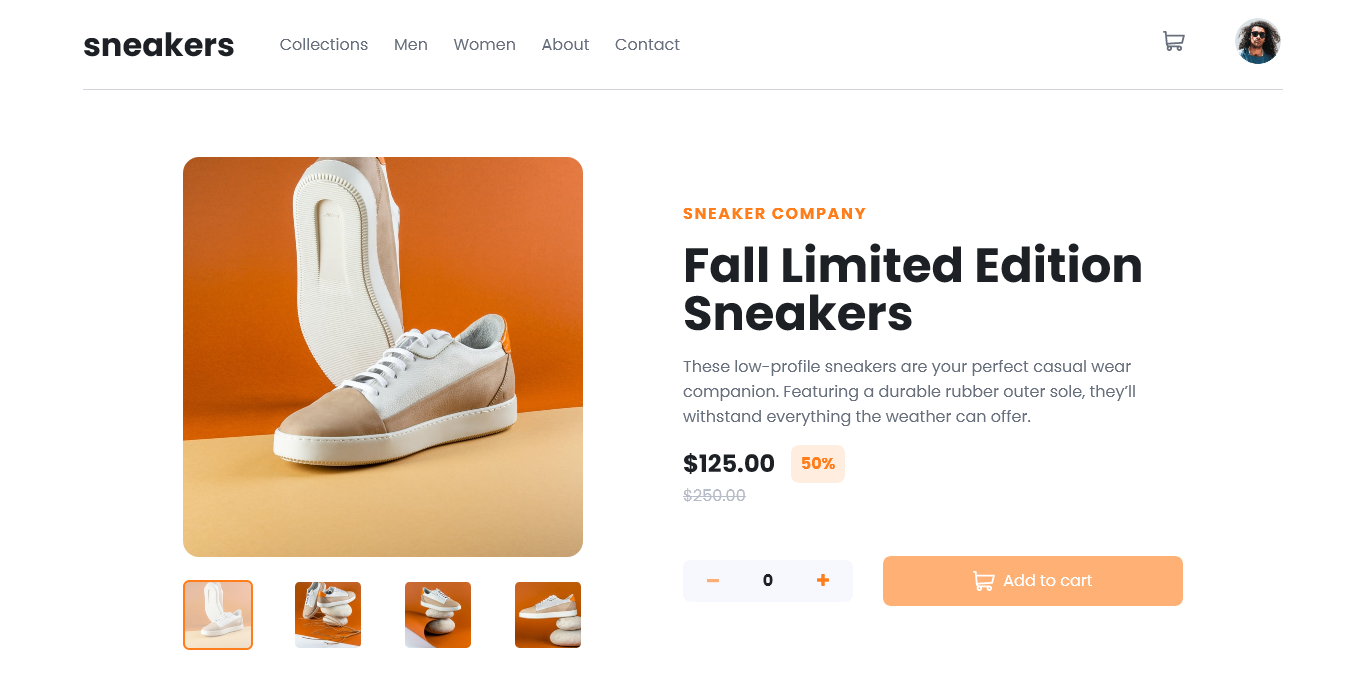 sneakers
Collections Men Women About Contact
SNEAKER COMPANY
Fall Limited Edition
Sneakers
These low-profile sneakers are your perfect casual wear
companion. Featuring a durable rubber outer sole, they’ll
withstand everything the weather can offer.
$125.00 50%
$250.00
− 0 +
Add to cart